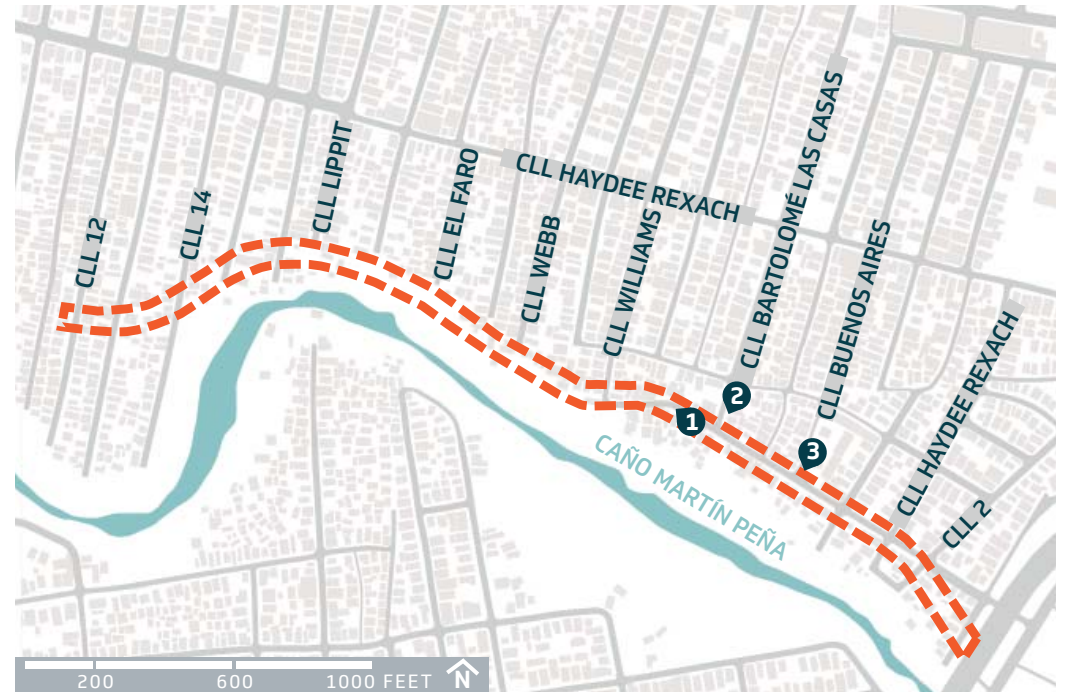 CLL 12
CLL 14
CLL LIPPIT
CLL EL FARO
CLL HAYDEE REXACH
CLL WEBB
CLL WILLIAMS
CLL BARTOLOMÉ LAS CASAS
CLL BUENOS AIRES
CLL HAYDEE REXACH
CLL 2
1
2
3
CAÑO MARTÍN PEÑA
200 600 1000 FEET N